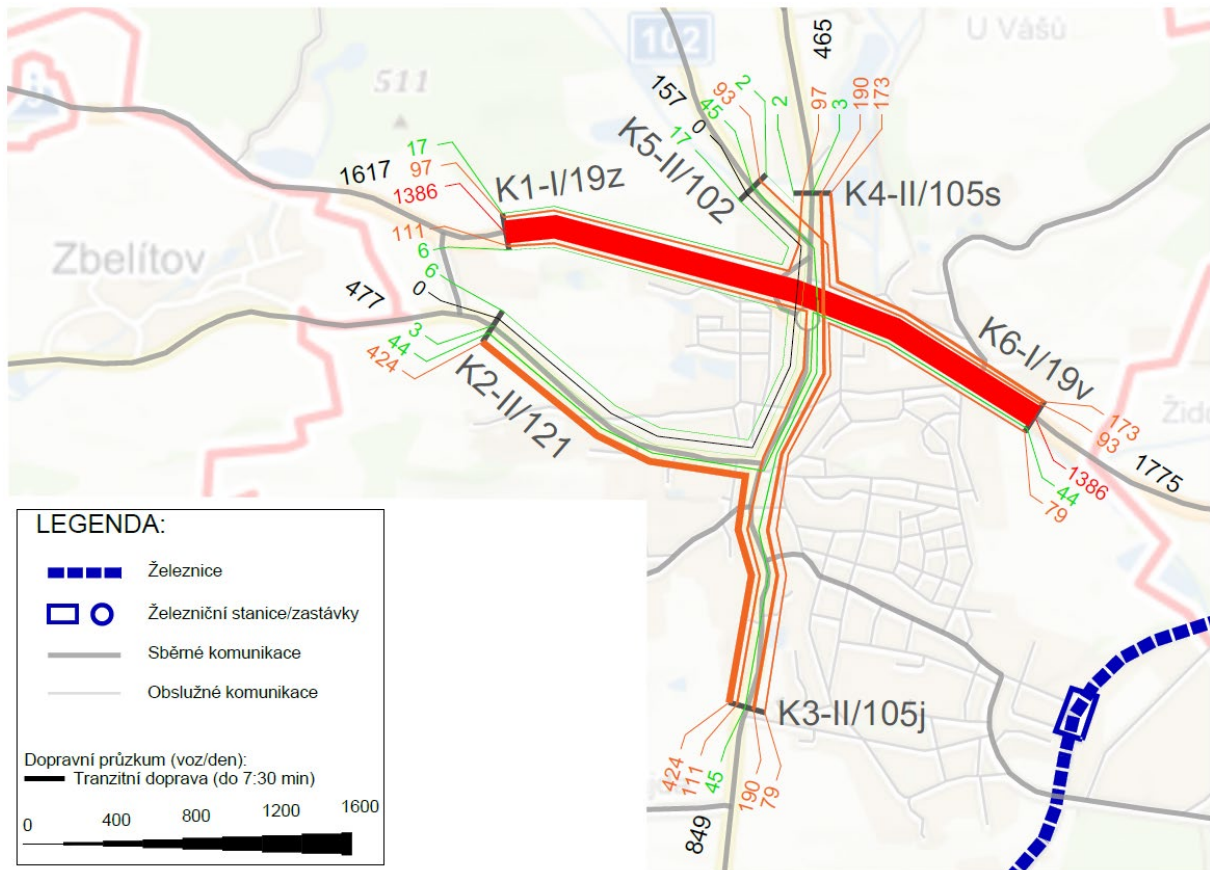 U Vášů
102
511
465
157
2
2
93
45
0
17
97
3
190
173
K5-II/102
K4-II/105s
17
97
1386
1617
K1-I/19z
111
6
Zbelítov
6
0
477
3
44
424
K2-II/121
K6-I/19v
173
93
1386
44
79
1775
Žid
LEGENDA:
Železnice
Železniční stanice/zastávky
Sběrné komunikace
Obslužné komunikace
Dopravní průzkum (voz/den):
Tranzitní doprava (do 7:30 min)
0 400 800 1200 1600
K3-II/105j
424
111
45
190
79
849